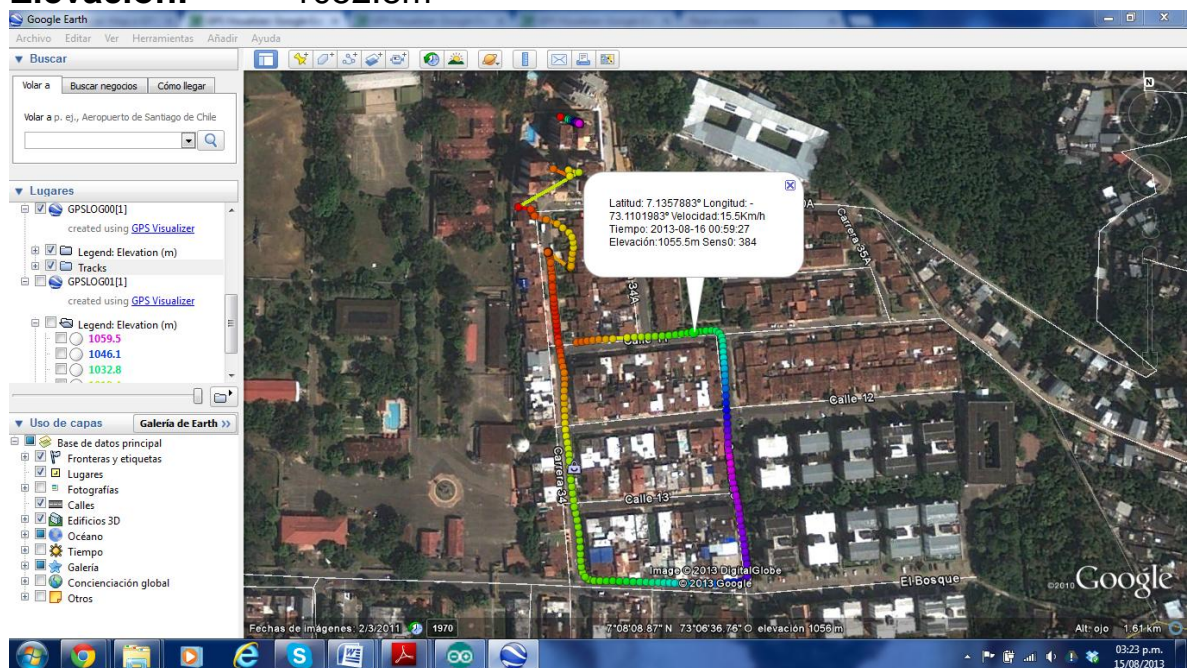 Google Earth
Archivo Editar Ver Herramientas Añadir Ayuda
Buscar
Volar a Buscar negocios Cómo llegar
Volar a p. ej., Aeropuerto de Santiago de Chile
Lugares
GPSLOG00[1]
created using GPS Visualizer
Legend: Elevation (m)
Tracks
GPSLOG01[1]
created using GPS Visualizer
Legend: Elevation (m)
1059.5
1046.1
1032.8
Uso de capas Galería de Earth >>
Base de datos principal
Fronteras y etiquetas
Lugares
Fotografías
Calles
Edificios 3D
Océano
Tiempo
Galería
Concienciación global
Otros
N
Latitud: 7.1357883º Longitud: -
73.1101983º Velocidad:15.5Km/h
Tiempo: 2013-08-16 00:59:27
Elevación:1055.5m Sens0: 384
Carrera 35A
34A
Calle 12
Carrera 34
Calle 13
El Bosque
Image © 2013 DigitalGlobe
© 2013 Google
©2010 Google
Fechas de imágenes: 2/3/2011 1970 7°08'08.87" N 73°06'36.76" O elevación 1056 m Alt. ojo 1.61 km
03:23 p.m.
15/08/2013